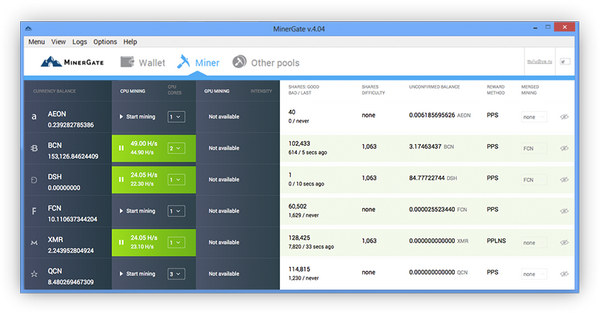 MinerGate v.4.04
Menu View Logs Options Help
MINERGATE Wallet Miner Other pools
CURRENCY BALANCE CPU MINING CPU CORES GPU MINING INTENSITY SHARES: GOOD BAD / LAST SHARES DIFFICULTY UNCONFIRMED BALANCE REWARD METHOD MERGED MINING
AEON 0.239282785386 Start mining 1 Not available 40 0 / never none 0.006185695626 AEON PPS none
BCN 153,126.84624409 49.00 H/s 44.90 H/s 2 Not available 102,433 614 / 5 secs ago 1,063 3.17463437 BCN PPS FCN
DSH 0.00000000 24.05 H/s 22.30 H/s 1 Not available 1 0 / 10 secs ago 1,063 84.77722744 DSH PPS FCN
FCN 10.110637344204 Start mining 1 Not available 60,502 1,629 / never none 0.000025523440 FCN PPS
XMR 2.243952804924 24.05 H/s 23.10 H/s 1 Not available 128,425 7,820 / 33 secs ago 1,063 0.000000000000 XMR PPLNS none
QCN 8.480269467309 Start mining 3 Not available 114,815 1,230 / never none 0.000000000000 QCN PPS none